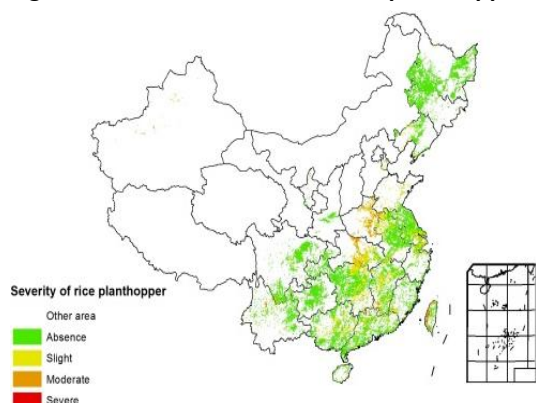 Severity of rice planthopper
Other area
Absence
Slight
Moderate
Severe